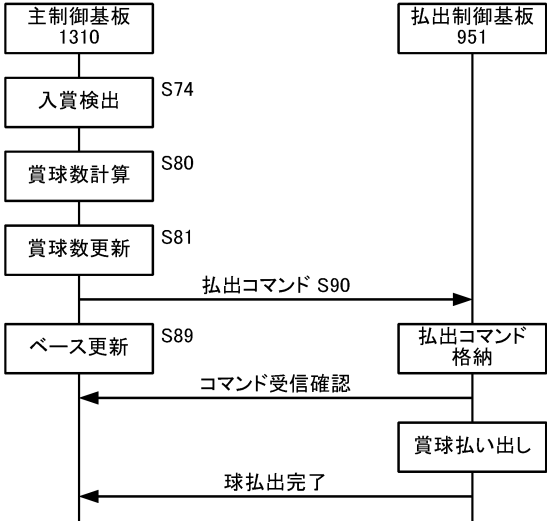 主制御基板
1310
払出制御基板
951
入賞検出
S74
賞球数計算
S80
賞球数更新
S81
払出コマンド S90
ベース更新
S89
払出コマンド
格納
コマンド受信確認
賞球払い出し
球払出完了